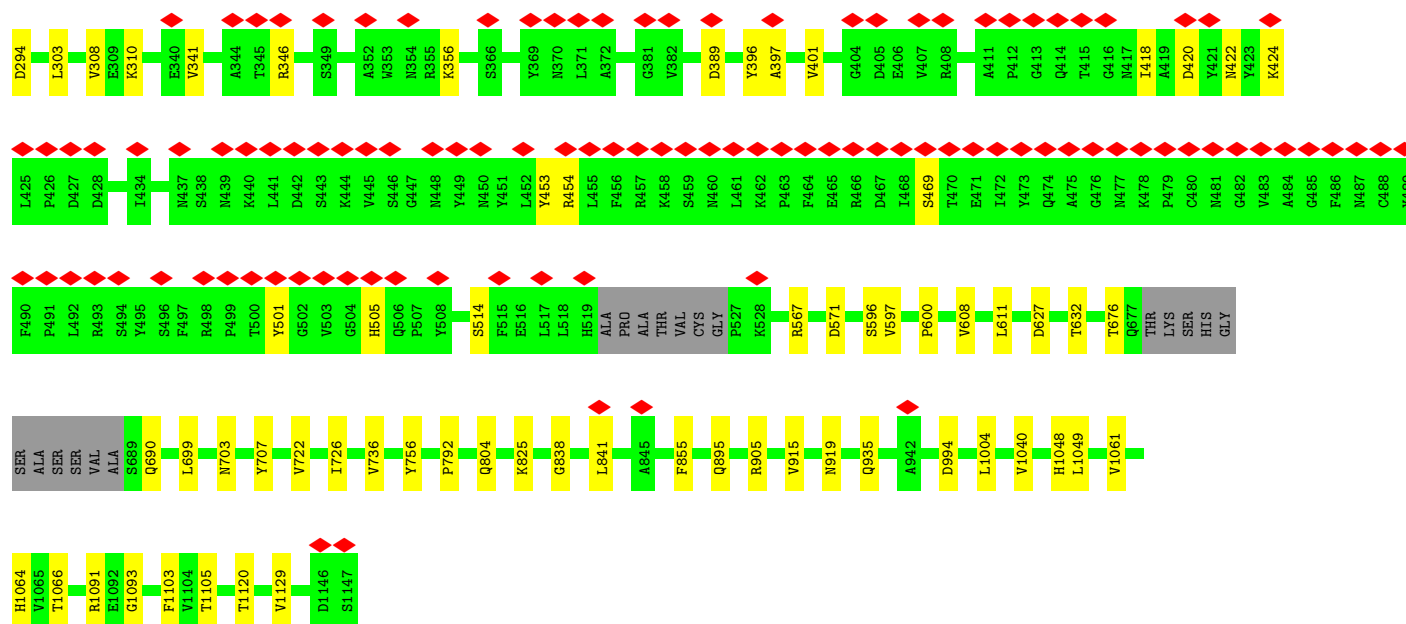 D294 L303 V308 E309 K310 E340 V341 A344 T345 R346 S349 A352 W353 N354 R355 K356 S366 Y369 N370 L371 A372 G381 V382 D389 Y396 A397 V401 G404 D405 E406 V407 R408 A411 P412 G413 Q414 T415 G416 N417 I418 A419 D420 Y421 N422 Y423 K424
L425 P426 D427 D428 I434 N437 S438 N439 K440 L441 D442 S443 K444 V445 S446 G447 N448 Y449 N450 Y451 L452 Y453 R454 L455 F456 R457 K458 S459 N460 L461 K462 P463 F464 E465 R466 D467 I468 S469 T470 E471 I472 Y473 Q474 A475 G476 N477 K478 P479 C480 N481 G482 V483 A484 G485 F486 N487 C488
F490 P491 L492 R493 S494 Y495 S496 F497 R498 P499 T500 Y501 G502 V503 G504 H505 Q506 P507 Y508 S514 F515 E516 L517 L518 H519 ALA PRO ALA THR VAL CYS GLY P527 K528 R567 D571 S596 V597 P600 V608 L611 D627 T632 T676 Q677 THR LYS SER HIS GLY
SER ALA SER SER VAL ALA S689 Q690 L699 N703 Y707 V722 I726 V736 Y756 P792 Q804 K825 G838 L841 A845 F855 Q895 R905 V915 N919 Q935 A942 D994 L1004 V1040 H1048 L1049 V1061
H1064 V1065 T1066 R1091 E1092 G1093 F1103 V1104 T1105 T1120 V1129 D1146 S1147